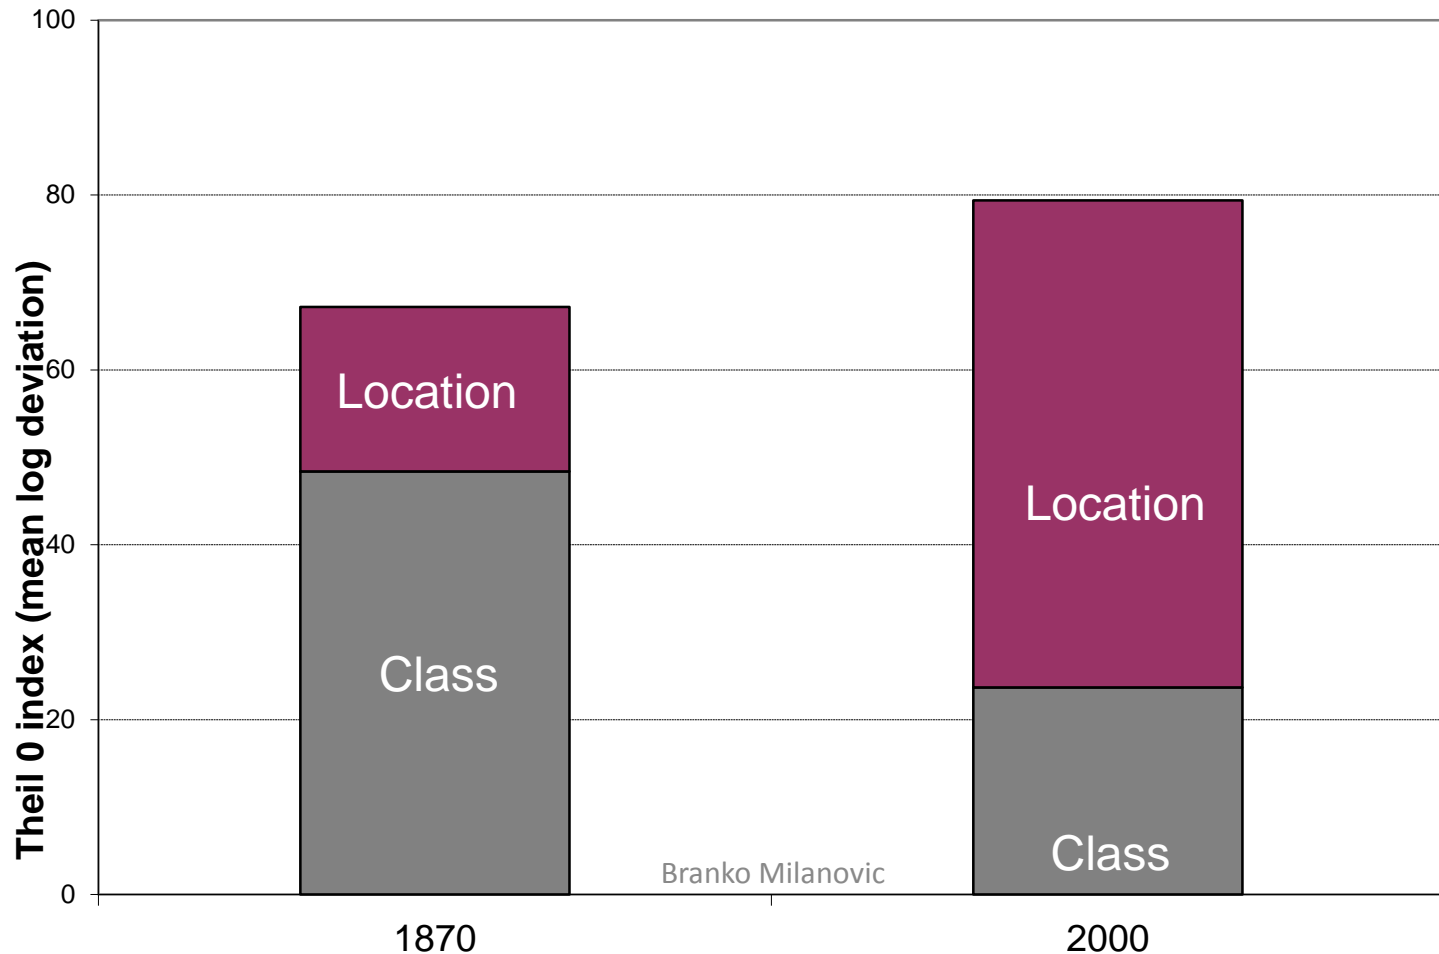 100
80
60
40
20
0
Theil 0 index (mean log deviation)
Location
Class
Location
Class
Branko Milanovic
1870
2000